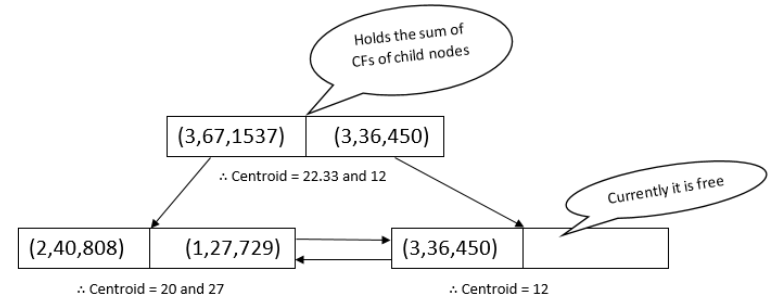 Holds the sum of
CFs of child nodes
(3,67,1537) (3,36,450)
∴ Centroid = 22.33 and 12
Currently it is free
(2,40,808) (1,27,729) (3,36,450)
∴ Centroid = 20 and 27 ∴ Centroid = 12